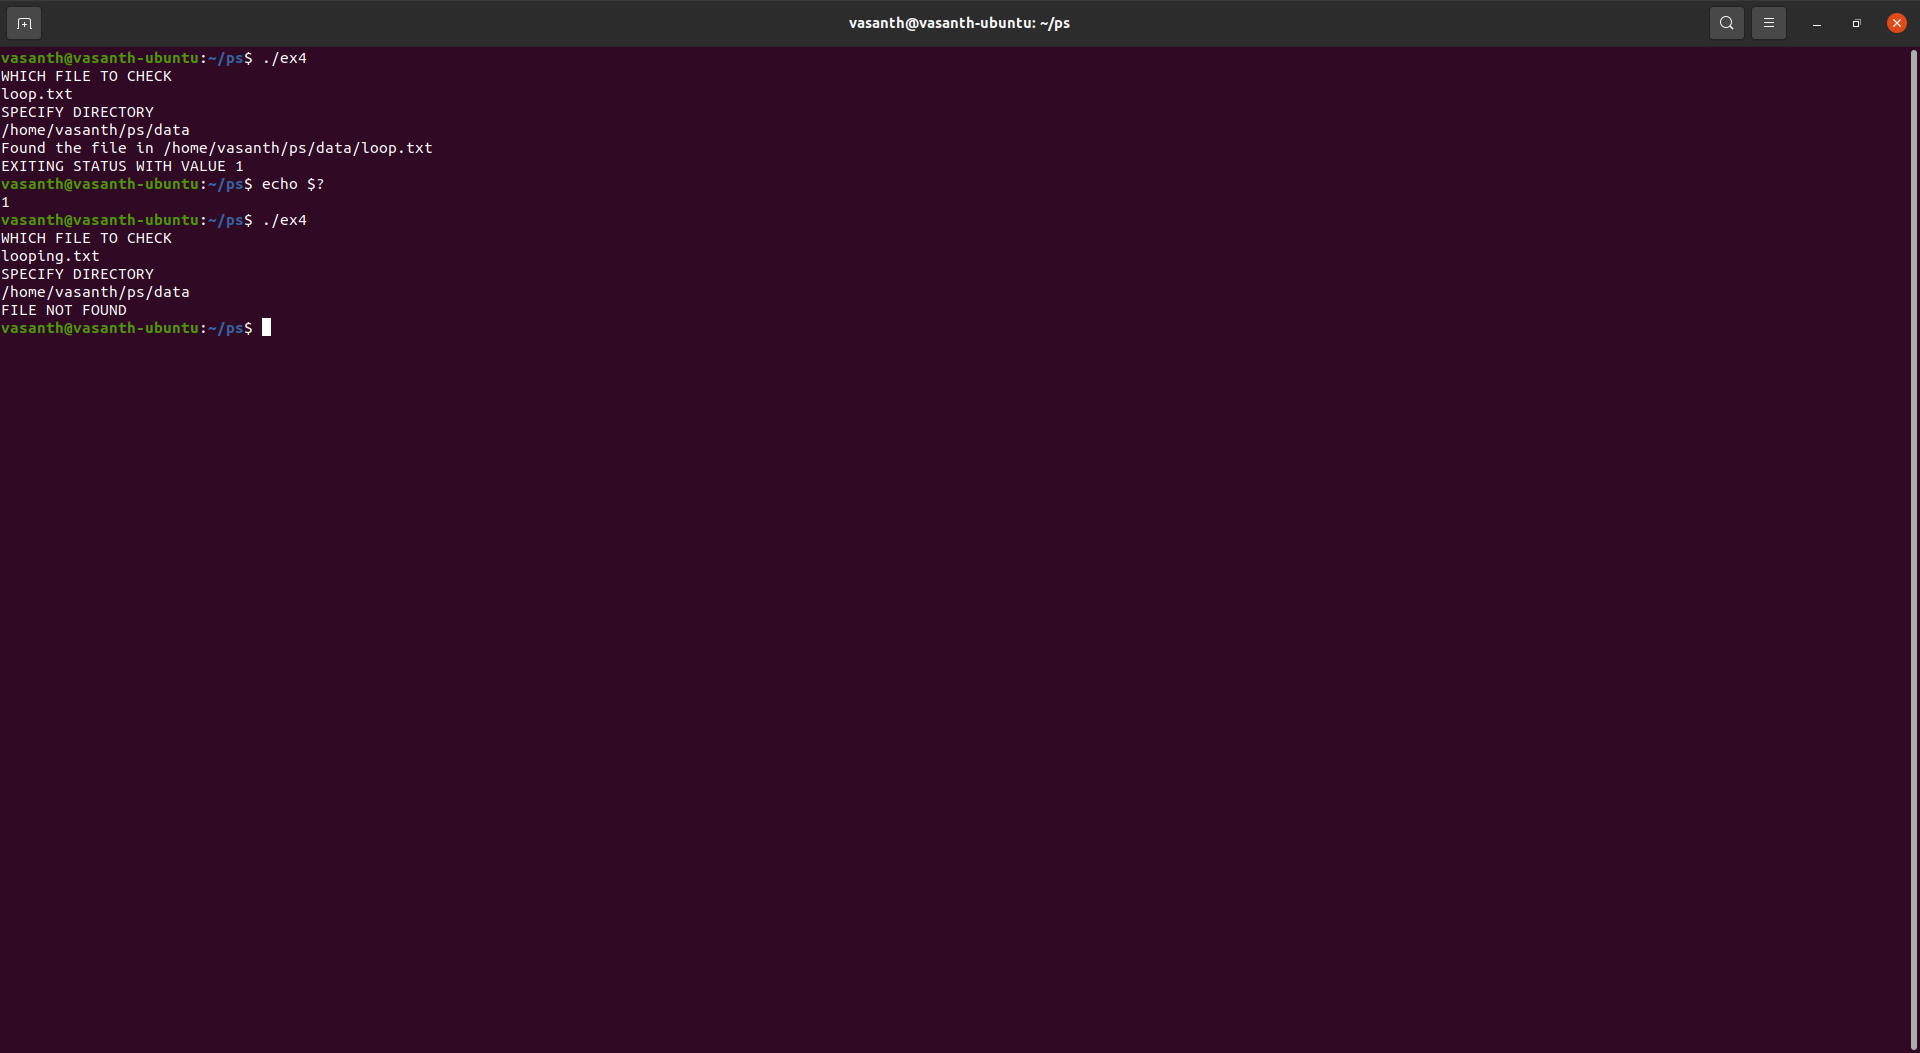 vasanth@vasanth-ubuntu: ~/ps
vasanth@vasanth-ubuntu:~/ps$ ./ex4
WHICH FILE TO CHECK
loop.txt
SPECIFY DIRECTORY
/home/vasanth/ps/data
Found the file in /home/vasanth/ps/data/loop.txt
EXITING STATUS WITH VALUE 1
vasanth@vasanth-ubuntu:~/ps$ echo $?
1
vasanth@vasanth-ubuntu:~/ps$ ./ex4
WHICH FILE TO CHECK
looping.txt
SPECIFY DIRECTORY
/home/vasanth/ps/data
FILE NOT FOUND
vasanth@vasanth-ubuntu:~/ps$